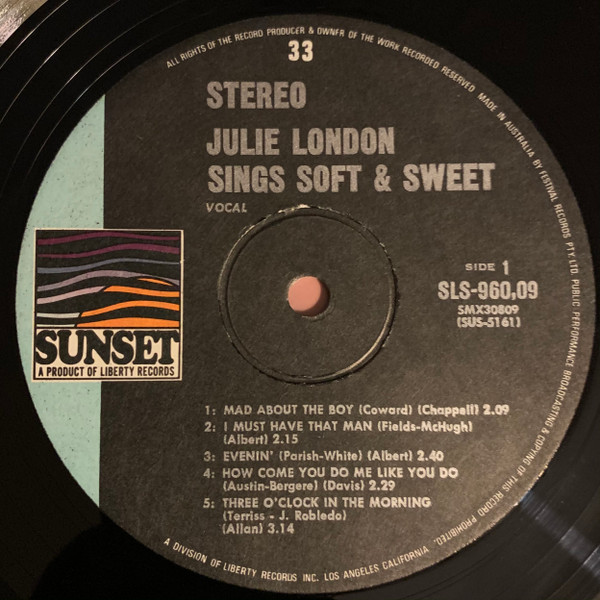 ALL RIGHTS OF THE RECORD PRODUCER & OWNER OF THE WORK RECORDED RESERVED. MADE IN AUSTRALIA BY FESTIVAL RECORDS PTY. LTD. PUBLIC PERFORMANCE BROADCASTING & COPYING OF THIS RECORD PROHIBITED.
33
STEREO
JULIE LONDON
SINGS SOFT & SWEET
VOCAL
SIDE 1
SLS-960,09
SMX30809
(SUS-5161)
SUNSET
A PRODUCT OF LIBERTY RECORDS
1: MAD ABOUT THE BOY (Coward) (Chappell) 2.09
2: I MUST HAVE THAT MAN (Fields-McHugh)
(Albert) 2.15
3: EVENIN' (Parish-White) (Albert) 2.40
4: HOW COME YOU DO ME LIKE YOU DO
(Austin-Bergere) (Davis) 2.29
5: THREE O'CLOCK IN THE MORNING
(Terriss - J. Robledo)
(Allan) 3.14
A DIVISION OF LIBERTY RECORDS INC. LOS ANGELES CALIFORNIA.